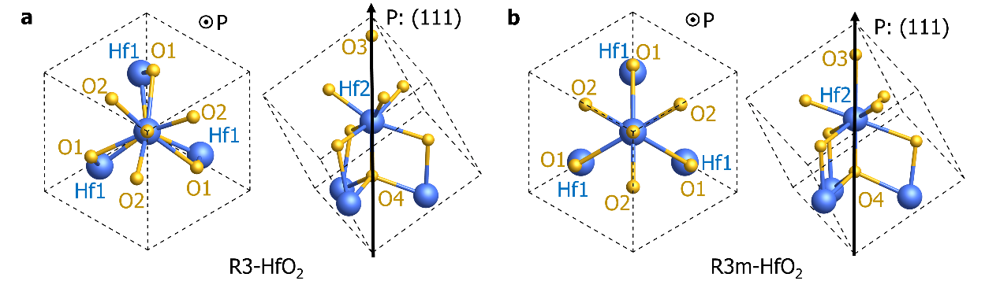 a
⊙P
Hf1
O1
O2
O2
Hf1
O1
Hf1
O2
O1
P: (111)
O3
Hf2
O4
R3-HfO₂
b
⊙P
Hf1
O1
O2
O2
O1
Hf1
Hf1
O2
O1
P: (111)
O3
Hf2
O4
R3m-HfO₂